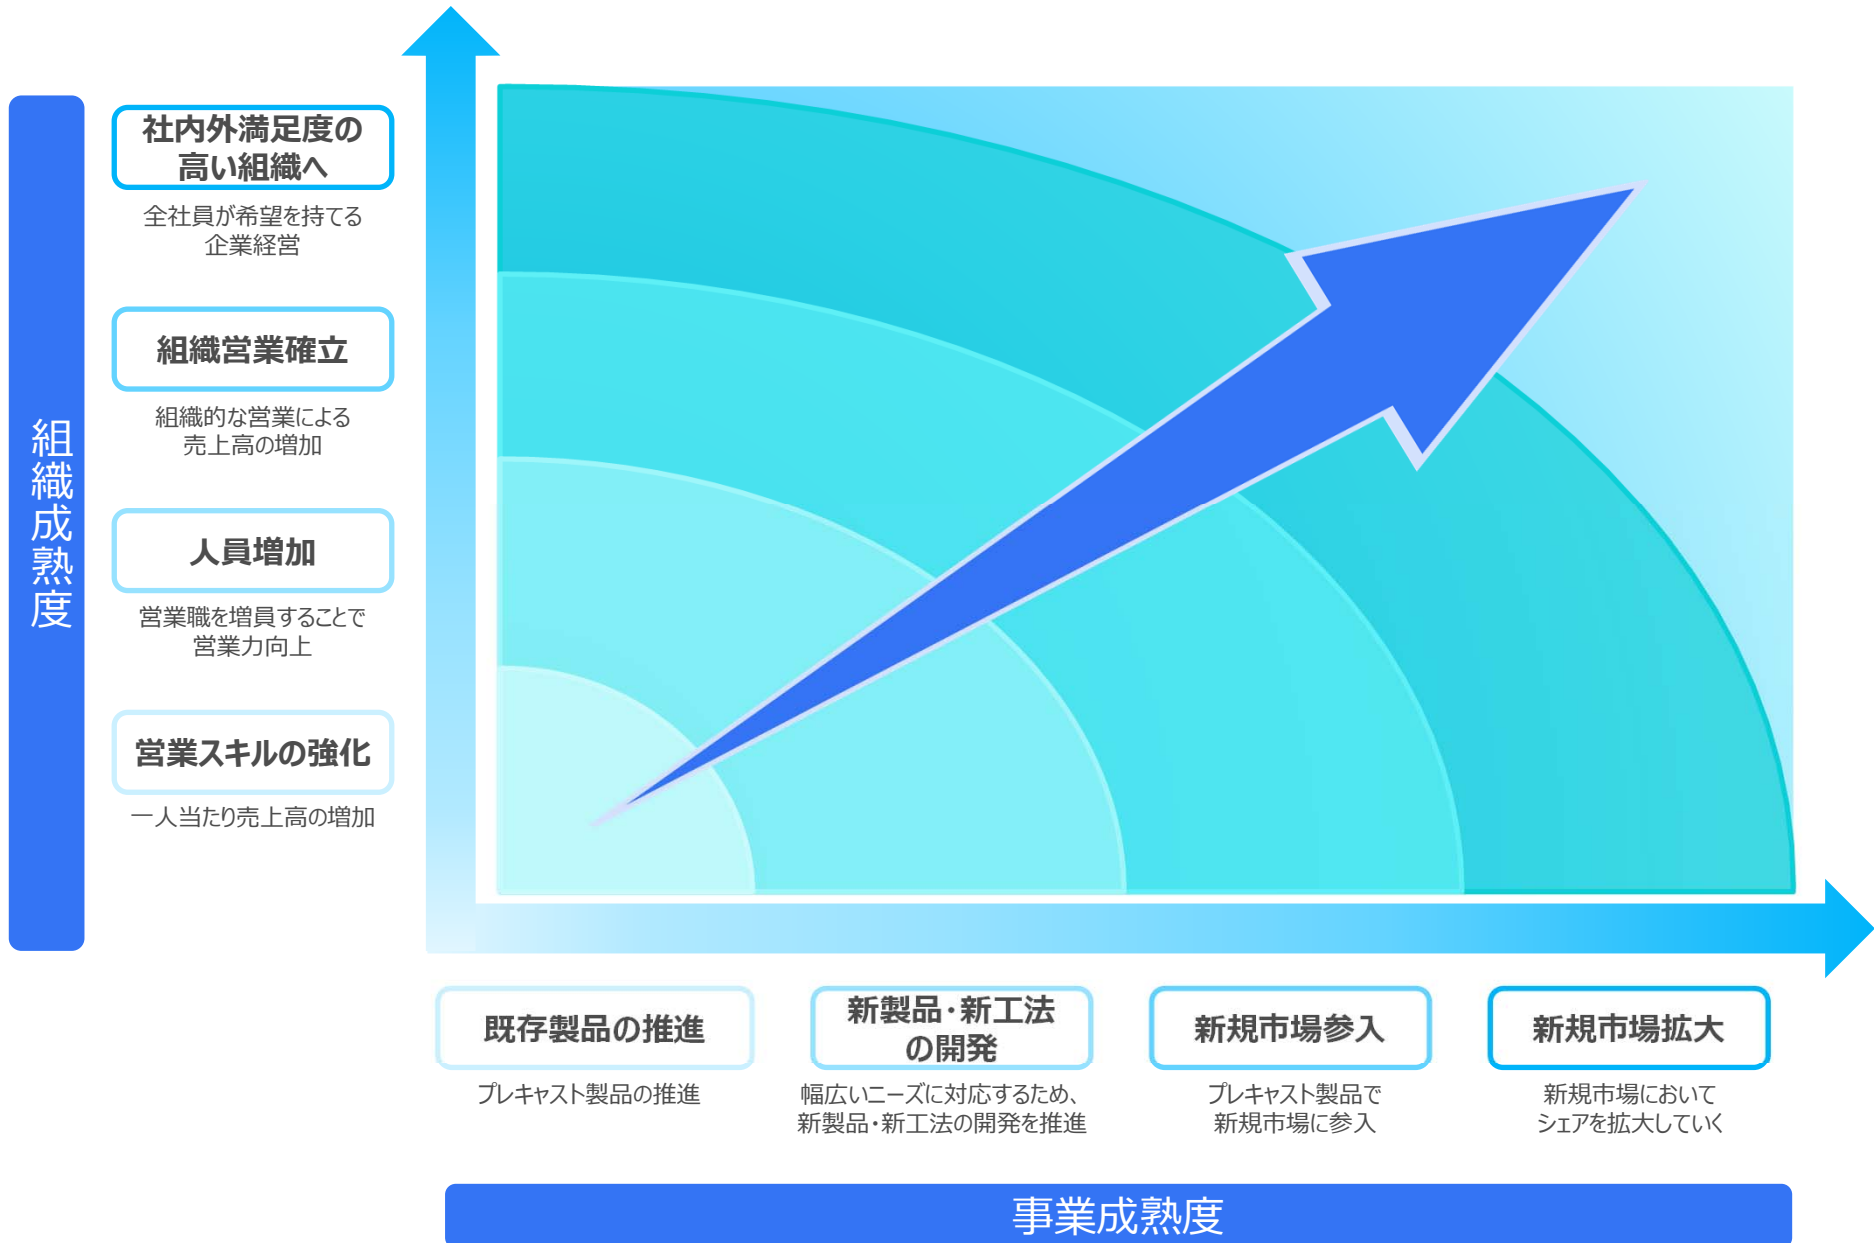 組織成熟度
社内外満足度の
高い組織へ
全社員が希望を持てる
企業経営
組織営業確立
組織的な営業による
売上高の増加
人員増加
営業職を増員することで
営業力向上
営業スキルの強化
一人当たり売上高の増加
既存製品の推進
プレキャスト製品の推進
新製品・新工法
の開発
幅広いニーズに対応するため、
新製品・新工法の開発を推進
新規市場参入
プレキャスト製品で
新規市場に参入
新規市場拡大
新規市場において
シェアを拡大していく
事業成熟度